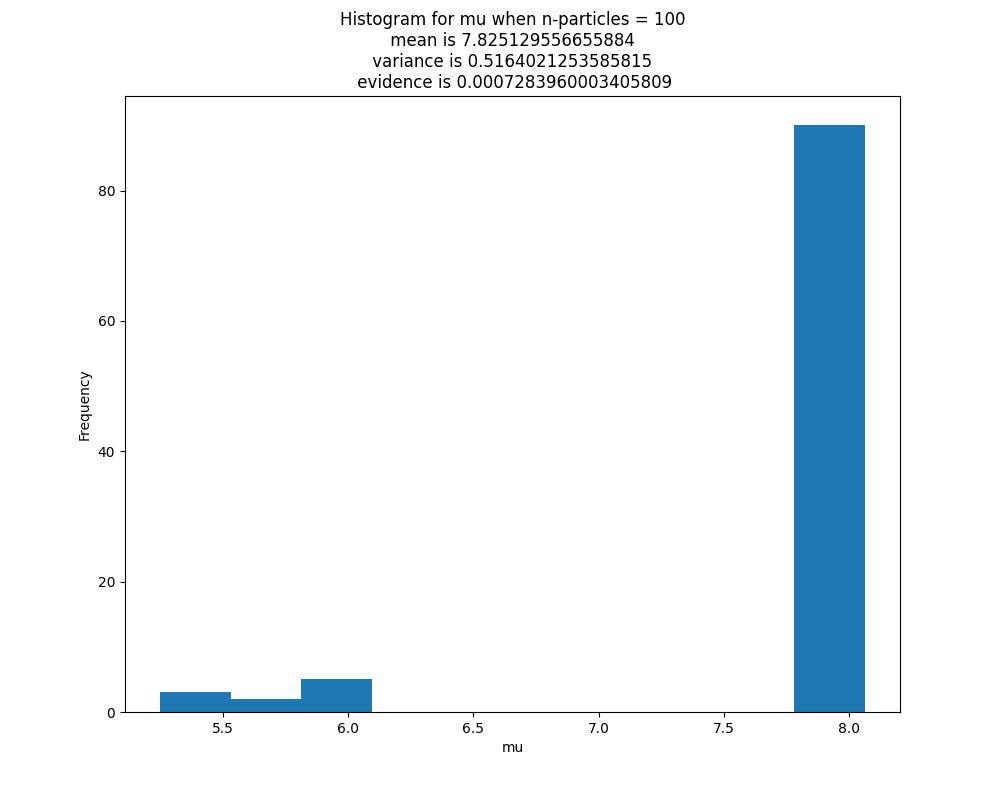 Histogram for mu when n-particles = 100
mean is 7.825129556655884
variance is 0.5164021253585815
evidence is 0.0007283960003405809
Frequency
80
60
40
20
0
5.5 6.0 6.5 7.0 7.5 8.0
mu